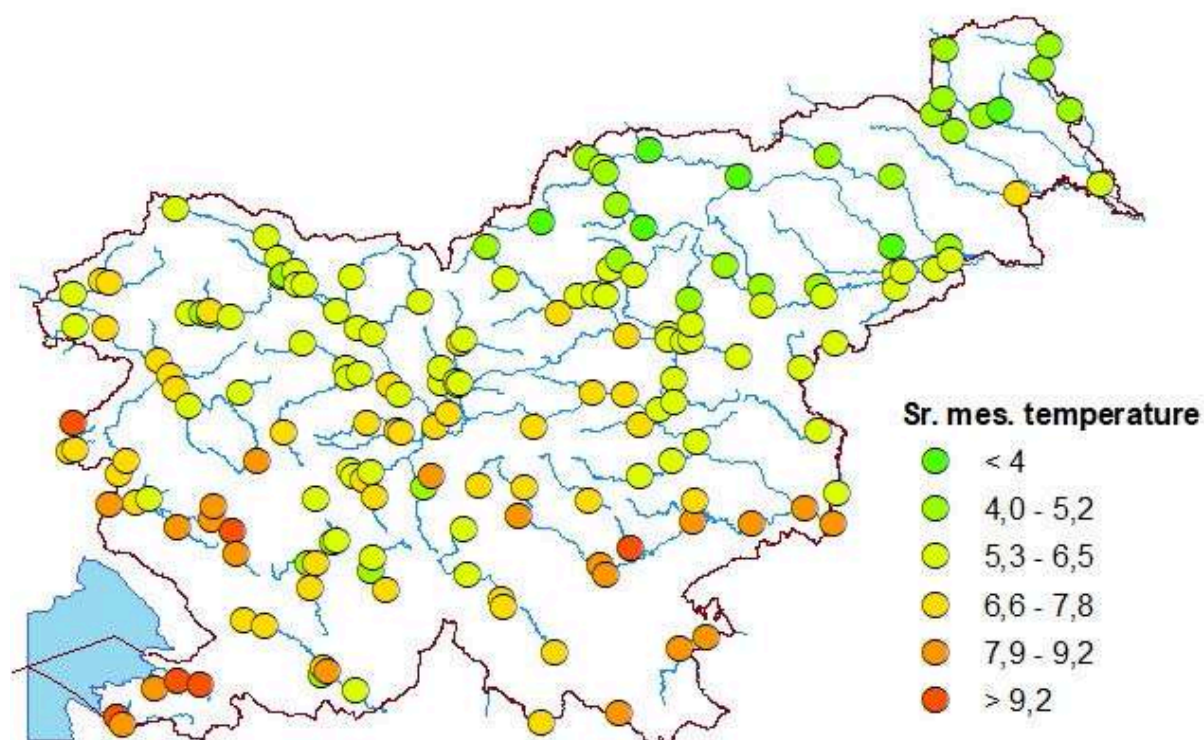 Sr. mes. temperature
< 4
4,0 - 5,2
5,3 - 6,5
6,6 - 7,8
7,9 - 9,2
> 9,2